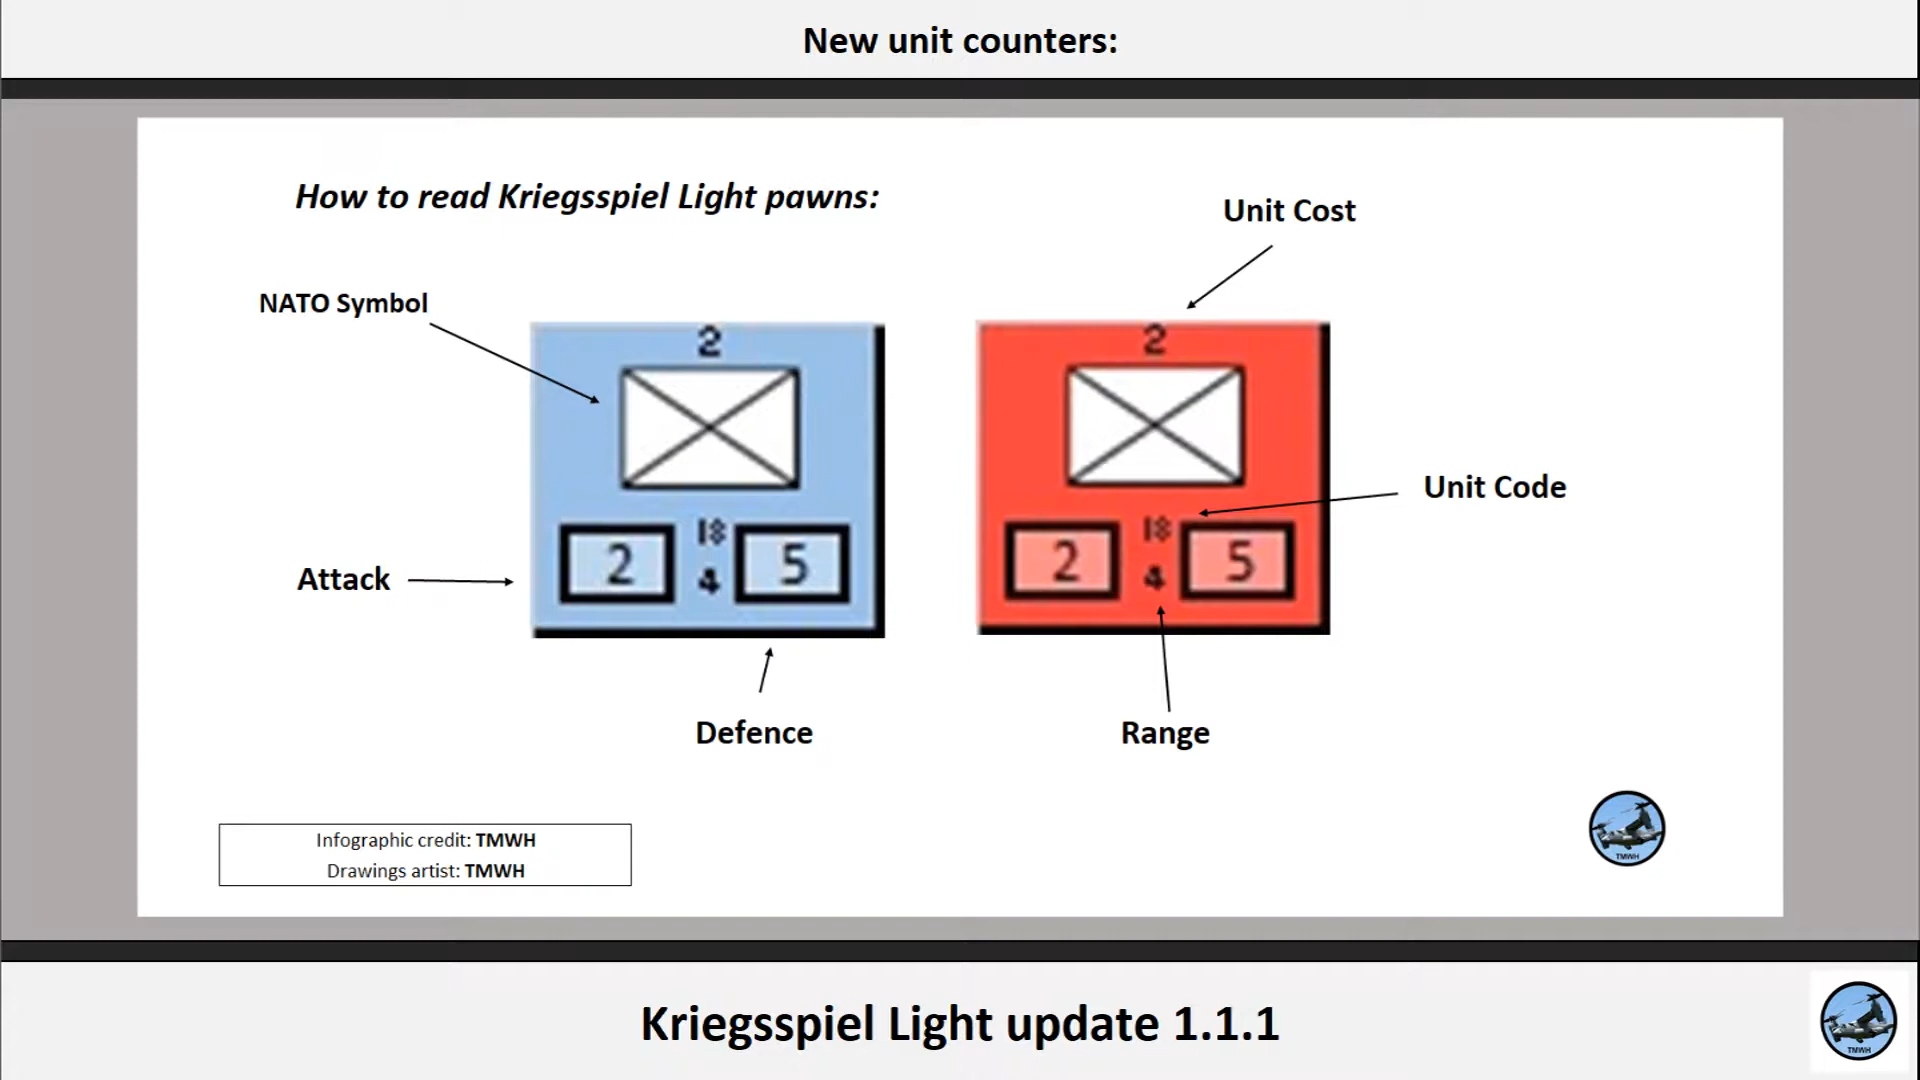 New unit counters:
How to read Kriegsspiel Light pawns:
Unit Cost
NATO Symbol
2
2
Unit Code
2
5
4
2
5
4
Attack
Defence
Range
Infographic credit: TMWH
Drawings artist: TMWH
TMWH
Kriegsspiel Light update 1.1.1
TMWH